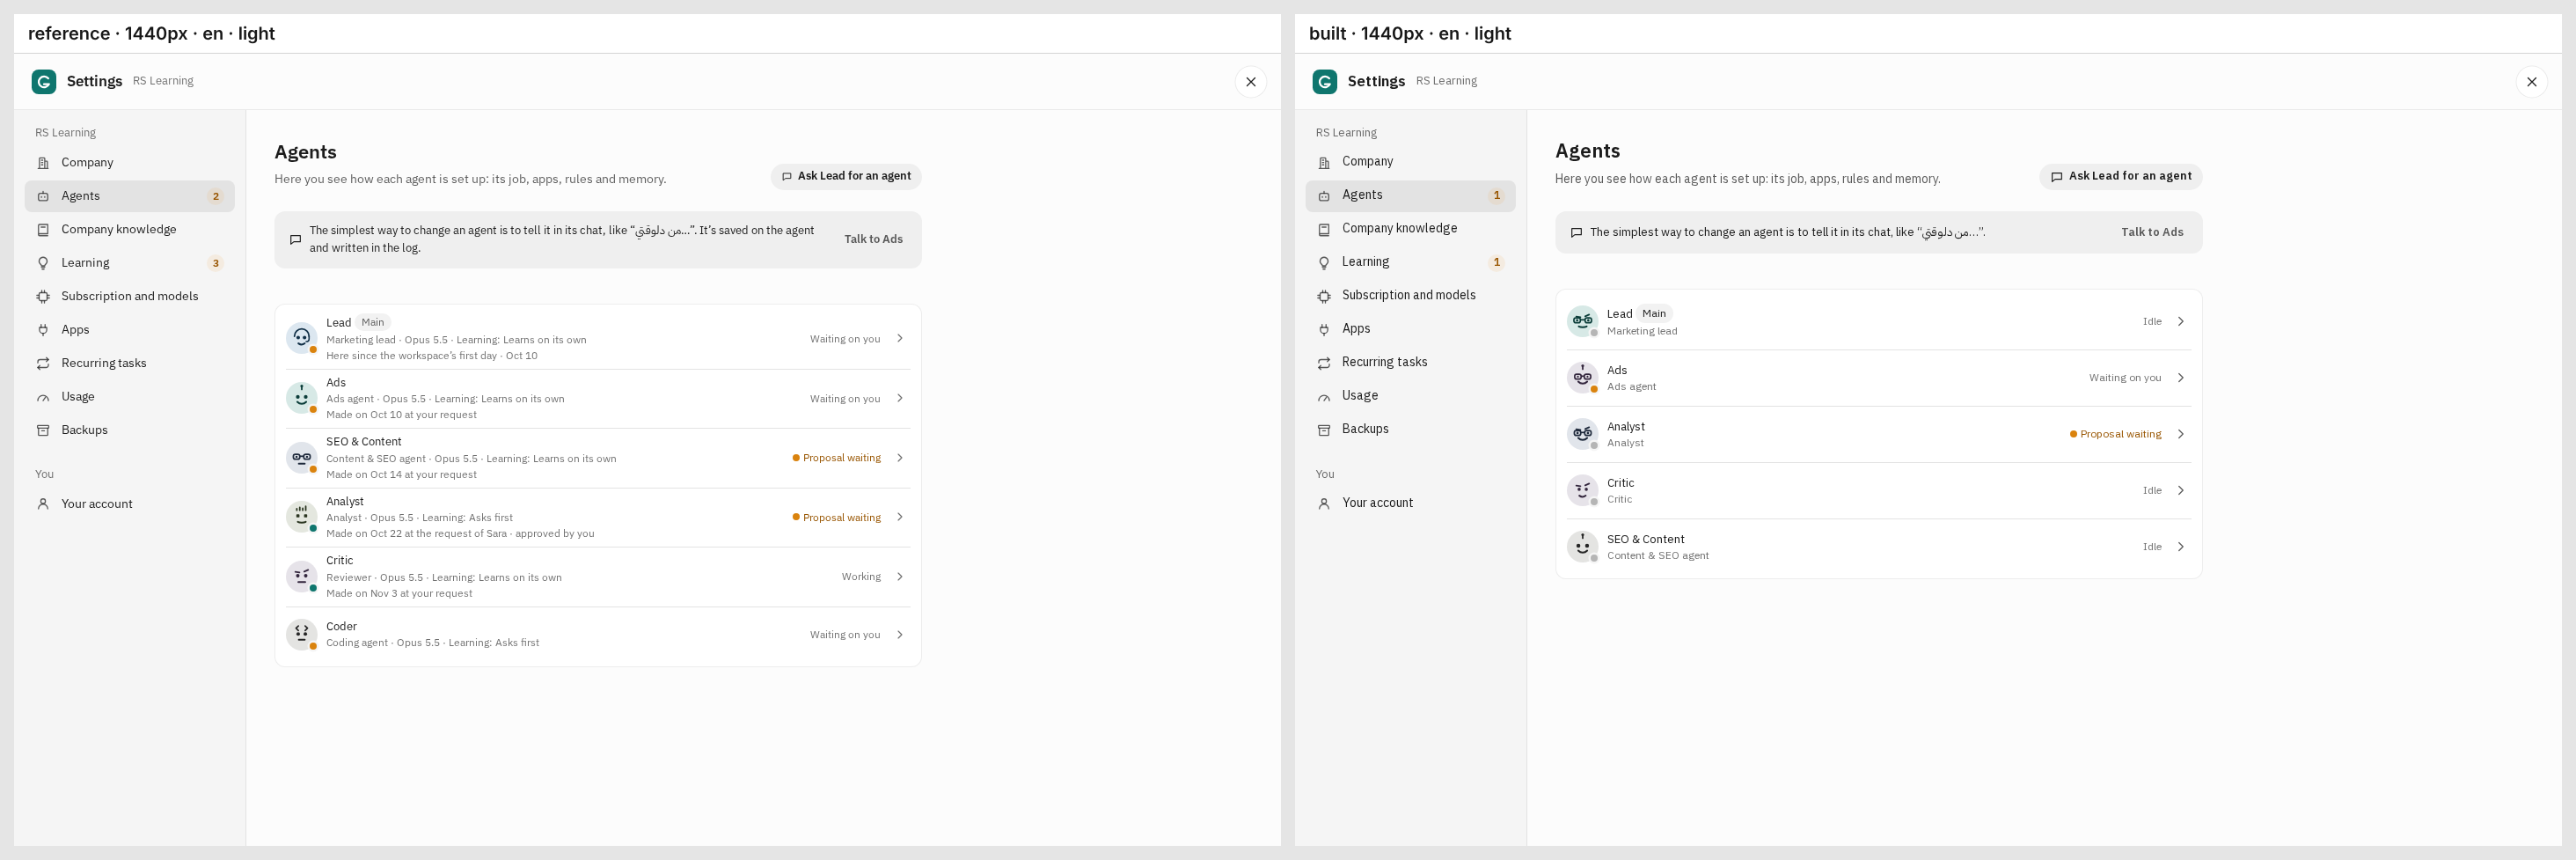 reference · 1440px · en · light
G Settings RS Learning
RS Learning
Company
Agents 2
Company knowledge
Learning 3
Subscription and models
Apps
Recurring tasks
Usage
Backups
You
Your account
Agents
Here you see how each agent is set up: its job, apps, rules and memory.
Ask Lead for an agent
The simplest way to change an agent is to tell it in its chat, like “من دلوقتي…”. It’s saved on the agent
and written in the log.
Talk to Ads
Lead Main
Marketing lead · Opus 5.5 · Learning: Learns on its own
Here since the workspace’s first day · Oct 10
Waiting on you
Ads
Ads agent · Opus 5.5 · Learning: Learns on its own
Made on Oct 10 at your request
Waiting on you
SEO & Content
Content & SEO agent · Opus 5.5 · Learning: Learns on its own
Made on Oct 14 at your request
Proposal waiting
Analyst
Analyst · Opus 5.5 · Learning: Asks first
Made on Oct 22 at the request of Sara · approved by you
Proposal waiting
Critic
Reviewer · Opus 5.5 · Learning: Learns on its own
Made on Nov 3 at your request
Working
Coder
Coding agent · Opus 5.5 · Learning: Asks first
Waiting on you
built · 1440px · en · light
G Settings RS Learning
RS Learning
Company
Agents 1
Company knowledge
Learning 1
Subscription and models
Apps
Recurring tasks
Usage
Backups
You
Your account
Agents
Here you see how each agent is set up: its job, apps, rules and memory.
Ask Lead for an agent
The simplest way to change an agent is to tell it in its chat, like “من دلوقتي…”.
Talk to Ads
Lead Main
Marketing lead
Idle
Ads
Ads agent
Waiting on you
Analyst
Analyst
Proposal waiting
Critic
Critic
Idle
SEO & Content
Content & SEO agent
Idle